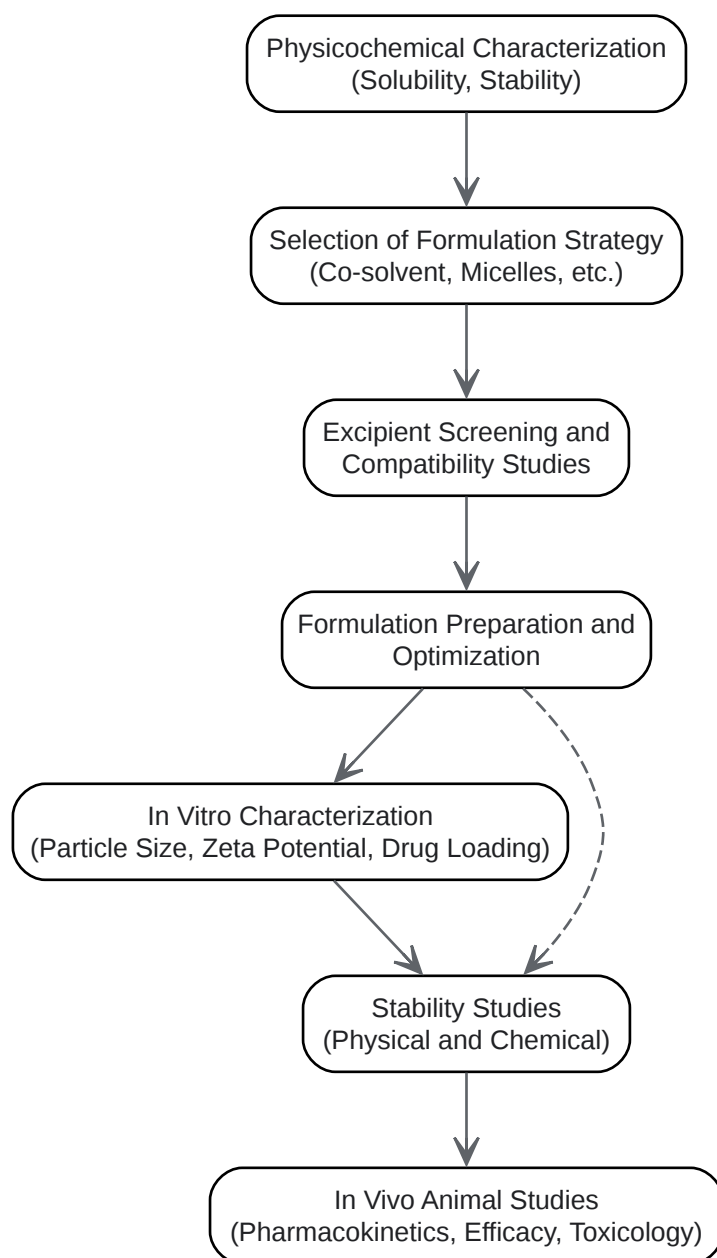 Physicochemical Characterization
(Solubility, Stability)
Selection of Formulation Strategy
(Co-solvent, Micelles, etc.)
Excipient Screening and
Compatibility Studies
Formulation Preparation and
Optimization
In Vitro Characterization
(Particle Size, Zeta Potential, Drug Loading)
Stability Studies
(Physical and Chemical)
In Vivo Animal Studies
(Pharmacokinetics, Efficacy, Toxicology)